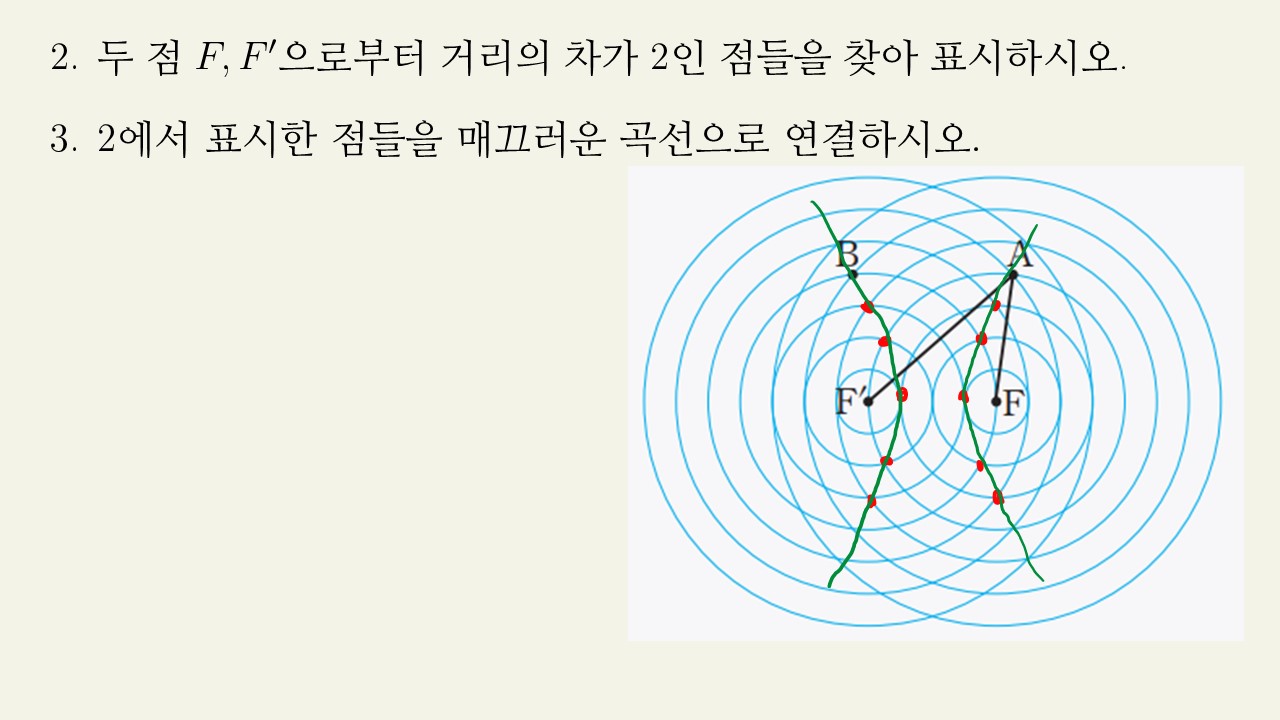 2. 두 점 F, F′으로부터 거리의 차가 2인 점들을 찾아 표시하시오.
3. 2에서 표시한 점들을 매끄러운 곡선으로 연결하시오.
B A
F′ F